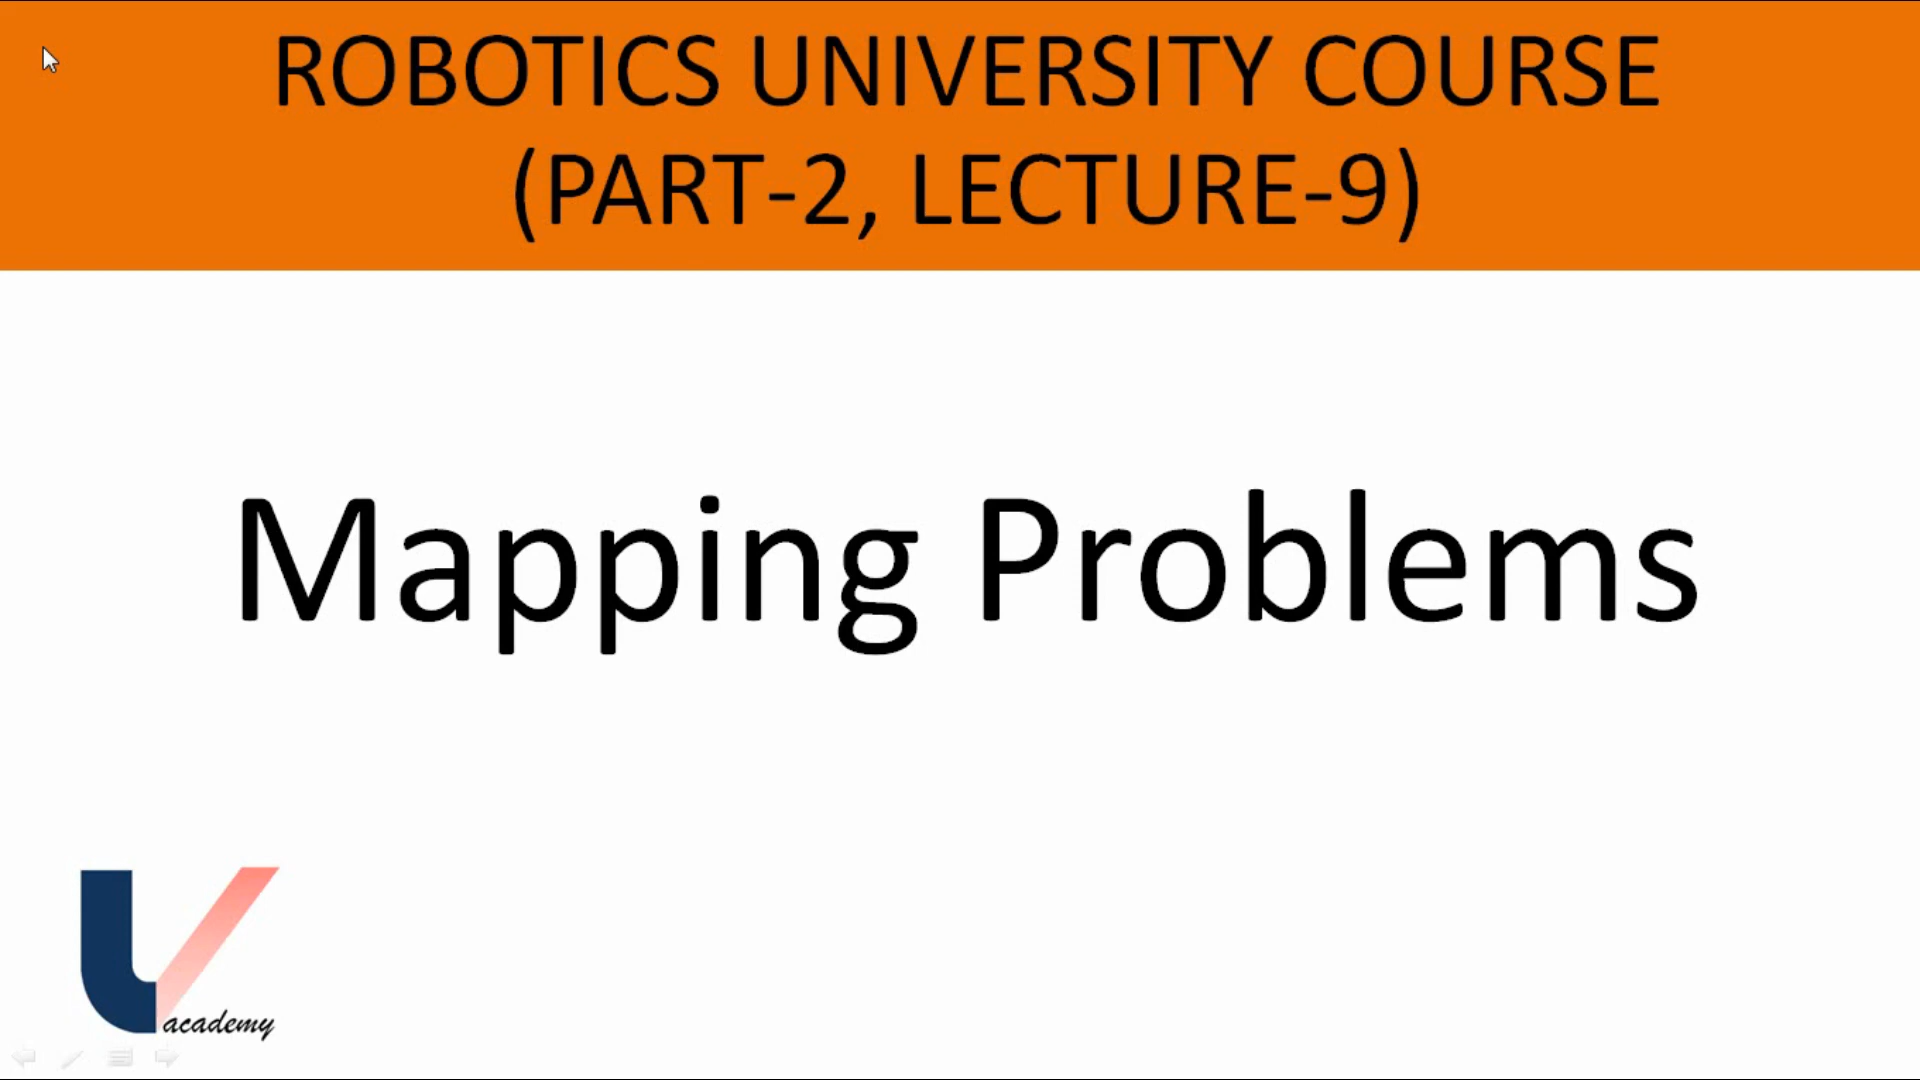 ROBOTICS UNIVERSITY COURSE
(PART-2, LECTURE-9)
Mapping Problems
academy